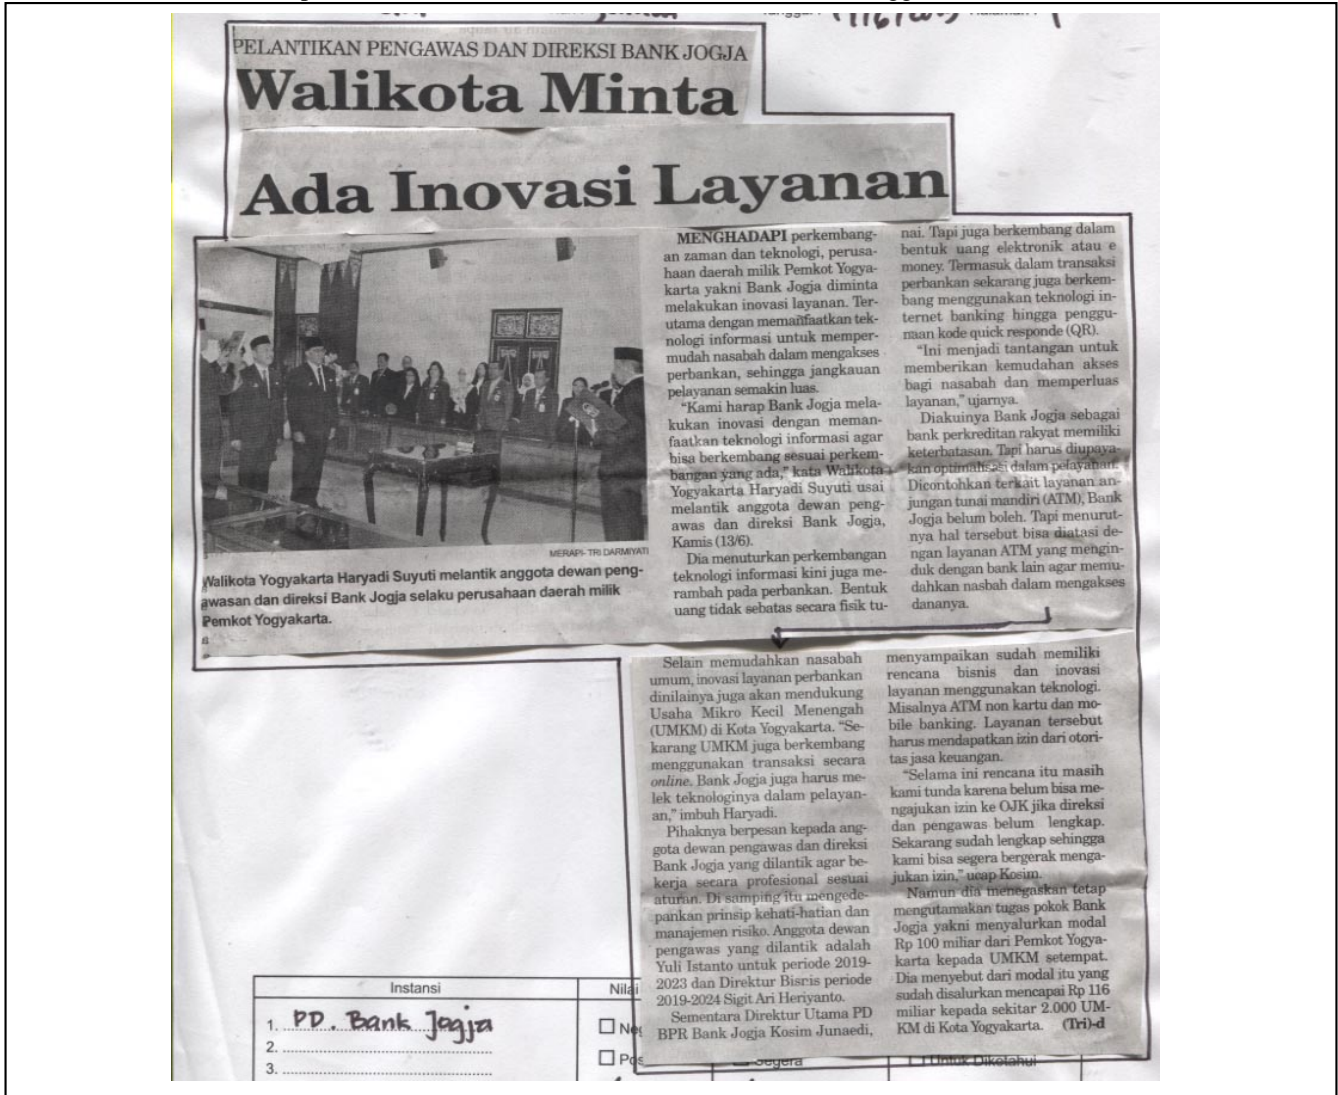 PELANTIKAN PENGAWAS DAN DIREKSI BANK JOGJA
Walikota Minta
Ada Inovasi Layanan
MERAPI- TRI DARMIYATI
Walikota Yogyakarta Haryadi Suyuti melantik anggota dewan peng-
awasan dan direksi Bank Jogja selaku perusahaan daerah milik
Pemkot Yogyakarta.
MENGHADAPI perkembang-
an zaman dan teknologi, perusa-
haan daerah milik Pemkot Yogya-
karta yakni Bank Jogja diminta
melakukan inovasi layanan. Ter-
utama dengan memanfaatkan tek-
nologi informasi untuk memper-
mudah nasabah dalam mengakses
perbankan, sehingga jangkauan
pelayanan semakin luas.
"Kami harap Bank Jogja mela-
kukan inovasi dengan meman-
faatkan teknologi informasi agar
bisa berkembang sesuai perkem-
bangan yang ada," kata Walikota
Yogyakarta Haryadi Suyuti usai
melantik anggota dewan peng-
awas dan direksi Bank Jogja,
Kamis (13/6).
Dia menuturkan perkembangan
teknologi informasi kini juga me-
rambah pada perbankan. Bentuk
uang tidak sebatas secara fisik tu-
nai. Tapi juga berkembang dalam
bentuk uang elektronik atau e
money. Termasuk dalam transaksi
perbankan sekarang juga berkem-
bang menggunakan teknologi in-
ternet banking hingga penggu-
naan kode quick responde (QR).
"Ini menjadi tantangan untuk
memberikan kemudahan akses
bagi nasabah dan memperluas
layanan," ujarnya.
Diakuinya Bank Jogja sebagai
bank perkreditan rakyat memiliki
keterbatasan. Tapi harus diupaya-
kan optimalisasi dalam pelayanan.
Dicontohkan terkait layanan an-
jungan tunai mandiri (ATM), Bank
Jogja belum boleh. Tapi menurut-
nya hal tersebut bisa diatasi de-
ngan layanan ATM yang mengin-
duk dengan bank lain agar memu-
dahkan nasbah dalam mengakses
dananya.
Selain memudahkan nasabah
umum, inovasi layanan perbankan
dinilainya juga akan mendukung
Usaha Mikro Kecil Menengah
(UMKM) di Kota Yogyakarta. "Se-
karang UMKM juga berkembang
menggunakan transaksi secara
online. Bank Jogja juga harus me-
lek teknologinya dalam pelayan-
an," imbuh Haryadi.
Pihaknya berpesan kepada ang-
gota dewan pengawas dan direksi
Bank Jogja yang dilantik agar be-
kerja secara profesional sesuai
aturan. Di samping itu mengede-
pankan prinsip kehati-hatian dan
manajemen risiko. Anggota dewan
pengawas yang dilantik adalah
Yuli Istanto untuk periode 2019-
2023 dan Direktur Bisnis periode
2019-2024 Sigit Ari Heriyanto.
Sementara Direktur Utama PD
BPR Bank Jogja Kosim Junaedi,
menyampaikan sudah memiliki
rencana bisnis dan inovasi
layanan menggunakan teknologi.
Misalnya ATM non kartu dan mo-
bile banking. Layanan tersebut
harus mendapatkan izin dari otori-
tas jasa keuangan.
"Selama ini rencana itu masih
kami tunda karena belum bisa me-
ngajukan izin ke OJK jika direksi
dan pengawas belum lengkap.
Sekarang sudah lengkap sehingga
kami bisa segera bergerak menga-
jukan izin," ucap Kosim.
Namun dia menegaskan tetap
mengutamakan tugas pokok Bank
Jogja yakni menyalurkan modal
Rp 100 miliar dari Pemkot Yogya-
karta kepada UMKM setempat.
Dia menyebut dari modal itu yang
sudah disalurkan mencapai Rp 116
miliar kepada sekitar 2.000 UM-
KM di Kota Yogyakarta. (Tri)-d
Instansi
1. PD. Bank Jogja
2.
3.
Nilai
Segera
Untuk Diketahui